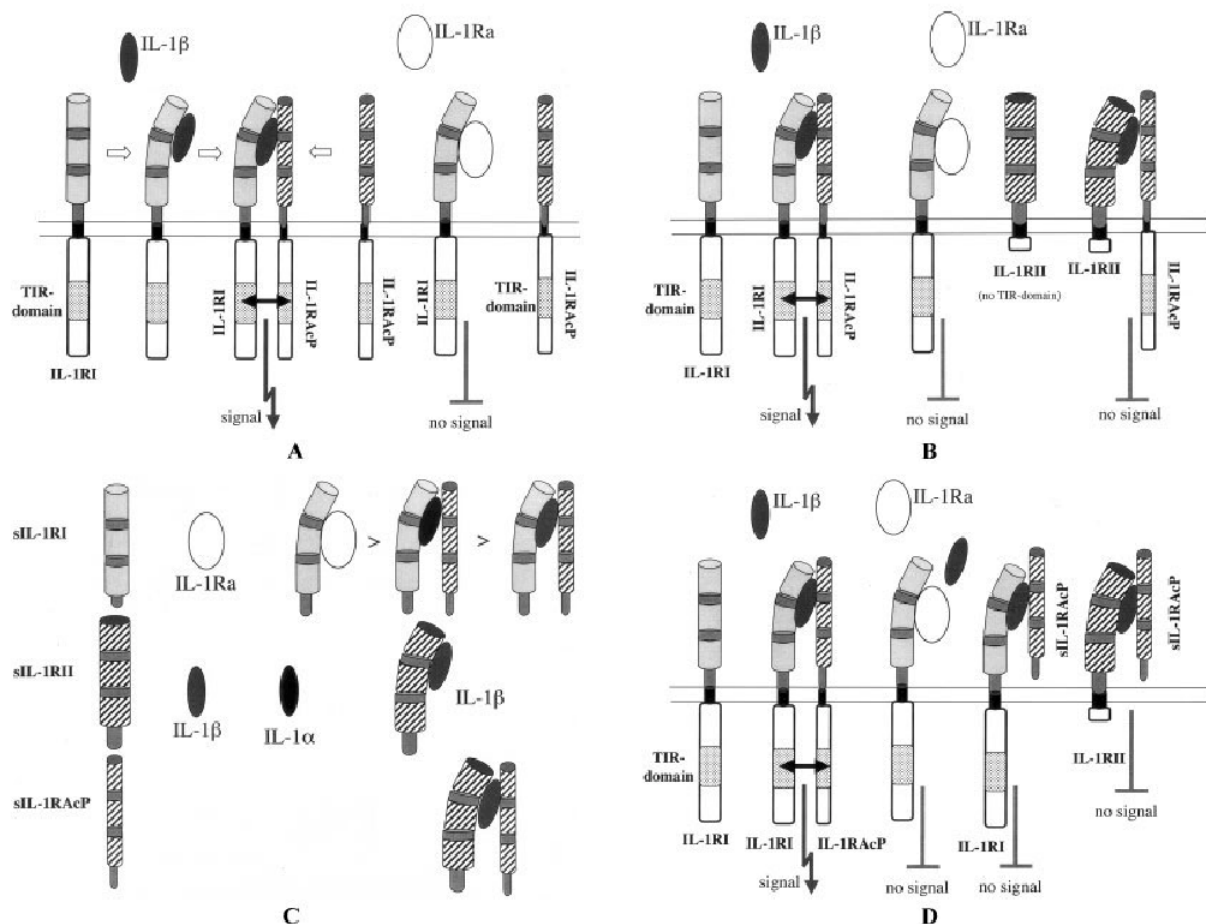 IL-1β
IL-1Ra
TIR-
domain
IL-1RI
IL-1RI
IL-1RAcP
IL-1RAcP
IL-1RI
TIR-
domain
IL-1RAcP
signal
no signal
A
IL-1β
IL-1Ra
TIR-
domain
IL-1RI
IL-1RI
IL-1RAcP
IL-1RII
(no TIR-domain)
IL-1RII
IL-1RAcP
signal
no signal
no signal
B
sIL-1RI
IL-1Ra
>
>
sIL-1RII
IL-1β
IL-1α
IL-1β
sIL-1RAcP
C
IL-1β
IL-1Ra
sIL-1RAcP
sIL-1RAcP
TIR-
domain
IL-1RI
IL-1RI
IL-1RAcP
IL-1RI
IL-1RII
no signal
signal
no signal
no signal
D